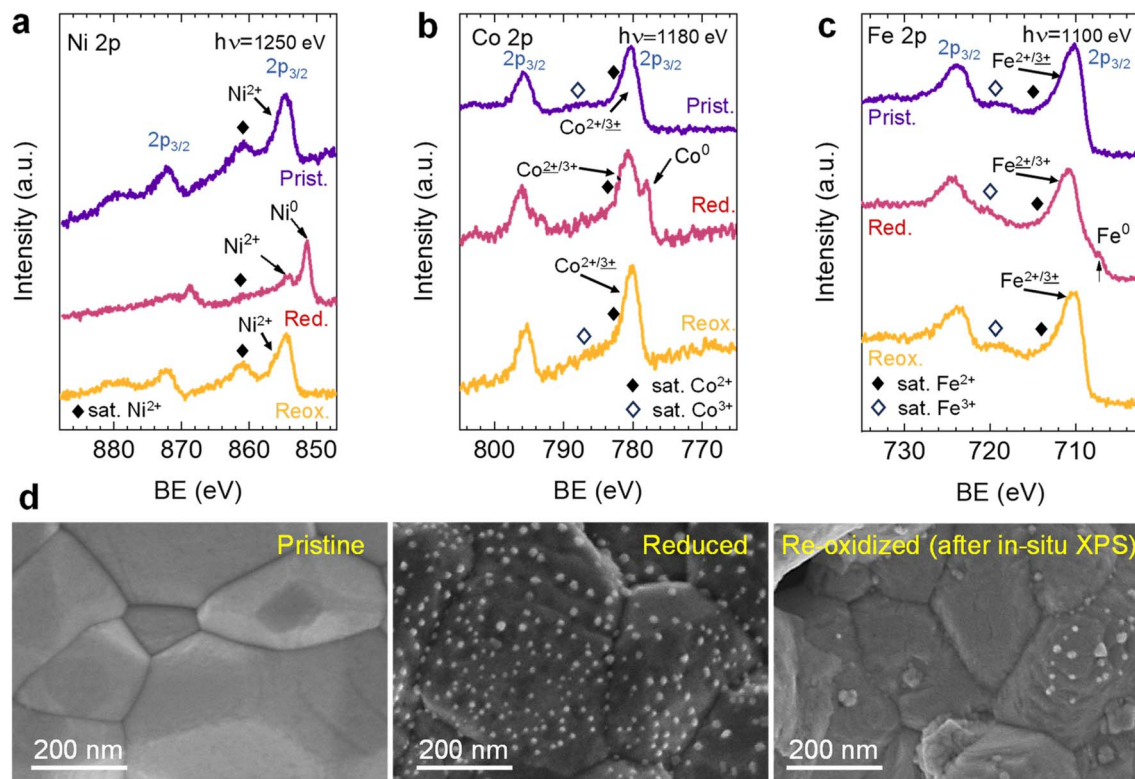 a
Ni 2p
hν=1250 eV
2p3/2
Ni2+
◆
2p3/2
Prist.
Ni0
Ni2+
◆
Red.
Ni2+
◆
◆ sat. Ni2+
Reox.
Intensity (a.u.)
880 870 860 850
BE (eV)
b
Co 2p
hν=1180 eV
2p3/2
◆
2p3/2
◇
Prist.
Co2+/3+
Co2+/3+
Co0
◆
Red.
Co2+/3+
◆
◇
Reox.
◆ sat. Co2+
◇ sat. Co3+
Intensity (a.u.)
800 780
BE (eV)
c
Fe 2p
hν=1100 eV
2p3/2
Fe2+/3+
2p3/2
◇
◆
Prist.
Fe2+/3+
◇
◆
Red.
Fe0
Fe2+/3+
◇
◆
Reox.
◆ sat. Fe2+
◇ sat. Fe3+
Intensity (a.u.)
730 720 710
BE (eV)
d
Pristine
200 nm
Reduced
200 nm
Re-oxidized (after in-situ XPS)
200 nm